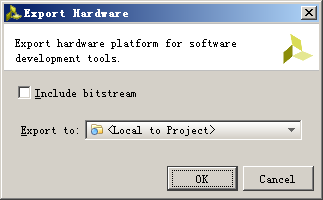 Export Hardware
Export hardware platform for software
development tools.
Include bitstream
Export to: <Local to Project>
OK Cancel